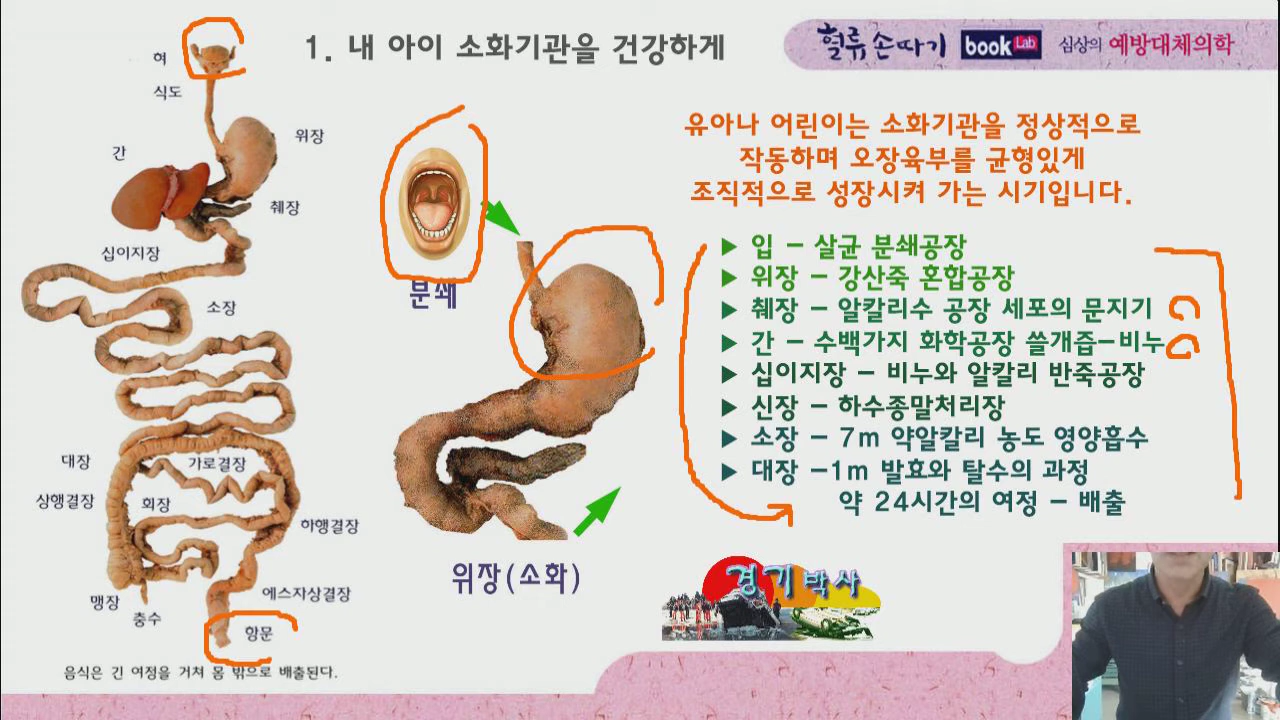 1. 내 아이 소화기관을 건강하게
혈류 손따기 book Lab 심상의 예방대체의학
혀
식도
위장
간
췌장
십이지장
소장
대장
가로결장
상행결장
회장
하행결장
에스자상결장
맹장
충수
항문
음식은 긴 여정을 거쳐 몸 밖으로 배출된다.
분쇄
위장(소화)
유아나 어린이는 소화기관을 정상적으로
작동하며 오장육부를 균형있게
조직적으로 성장시켜 가는 시기입니다.
▶ 입 - 살균 분쇄공장
▶ 위장 - 강산죽 혼합공장
▶ 췌장 - 알칼리수 공장 세포의 문지기
▶ 간 - 수백가지 화학공장 쓸개즙-비누
▶ 십이지장 - 비누와 알칼리 반죽공장
▶ 신장 - 하수종말처리장
▶ 소장 - 7m 약알칼리 농도 영양흡수
▶ 대장 -1m 발효와 탈수의 과정
약 24시간의 여정 - 배출
경기박사